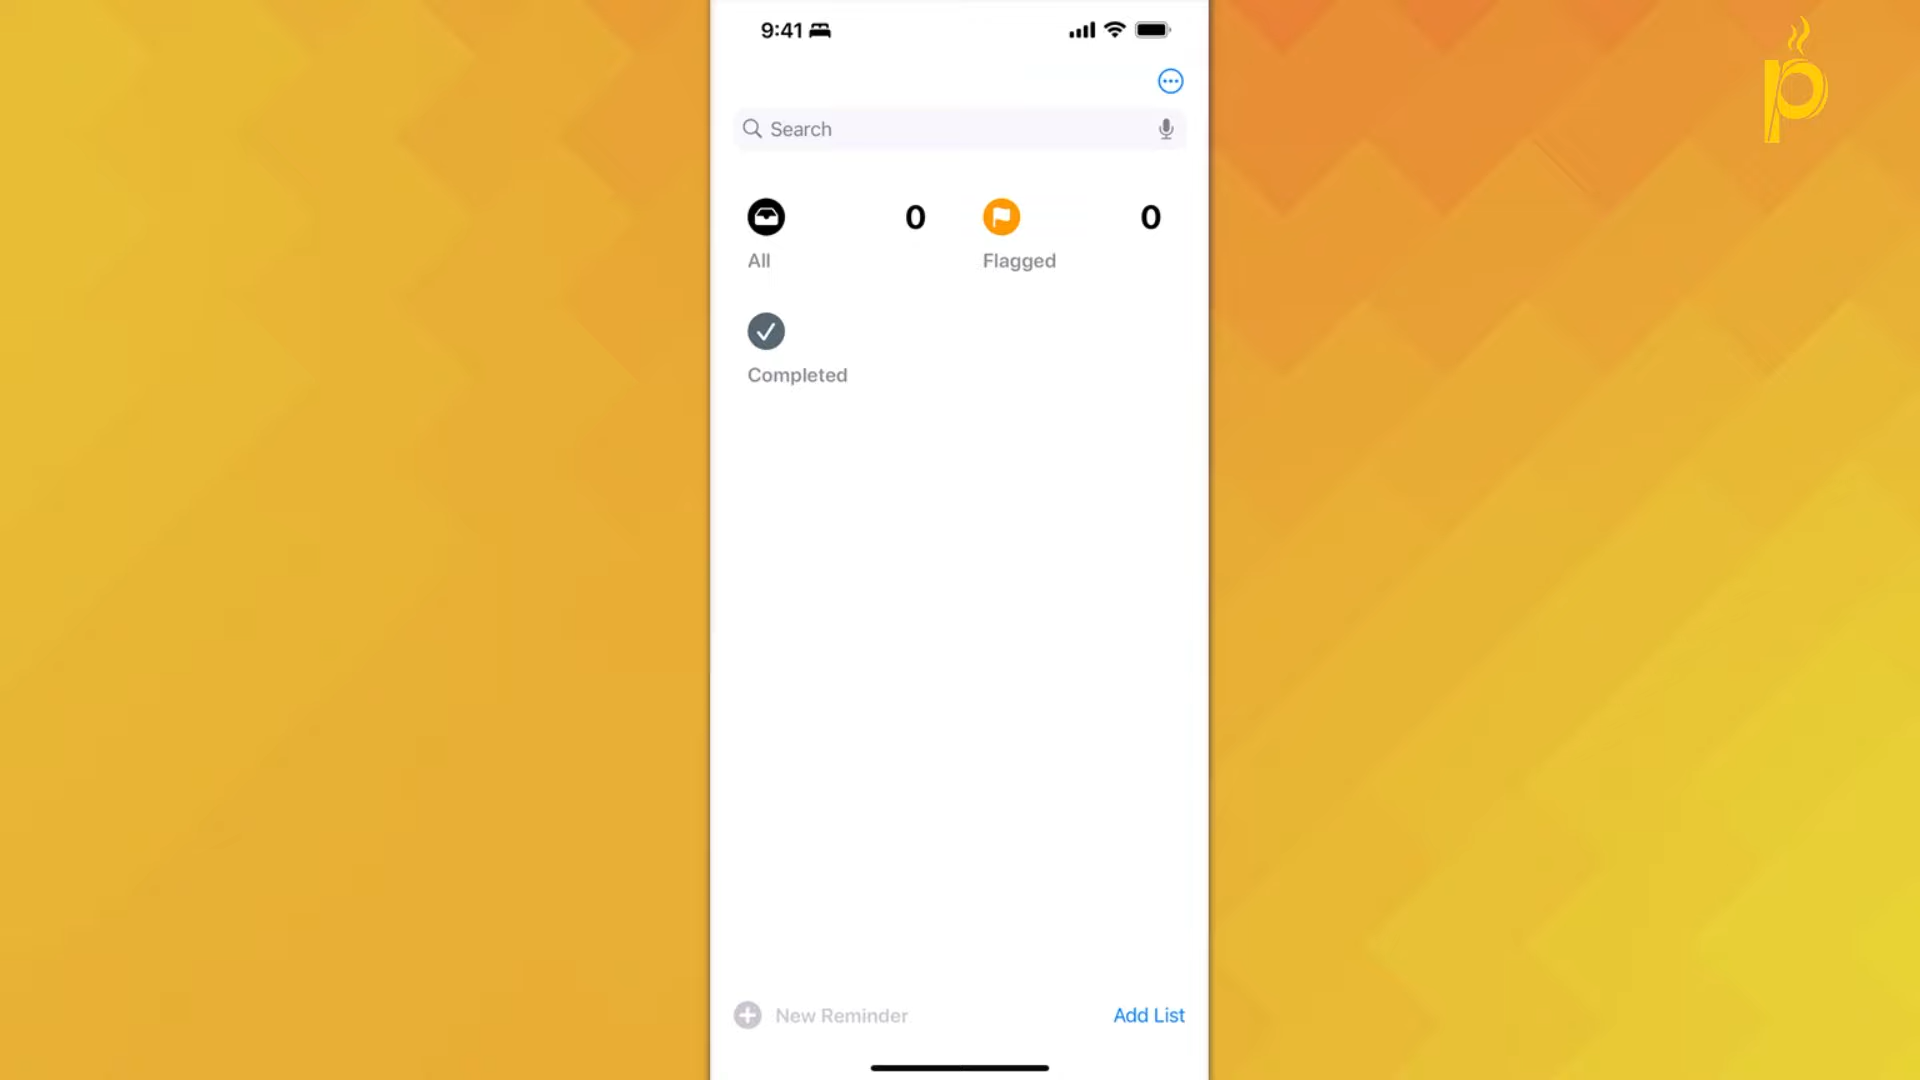 9:41
Search
0
0
All
Flagged
Completed
New Reminder
Add List
p